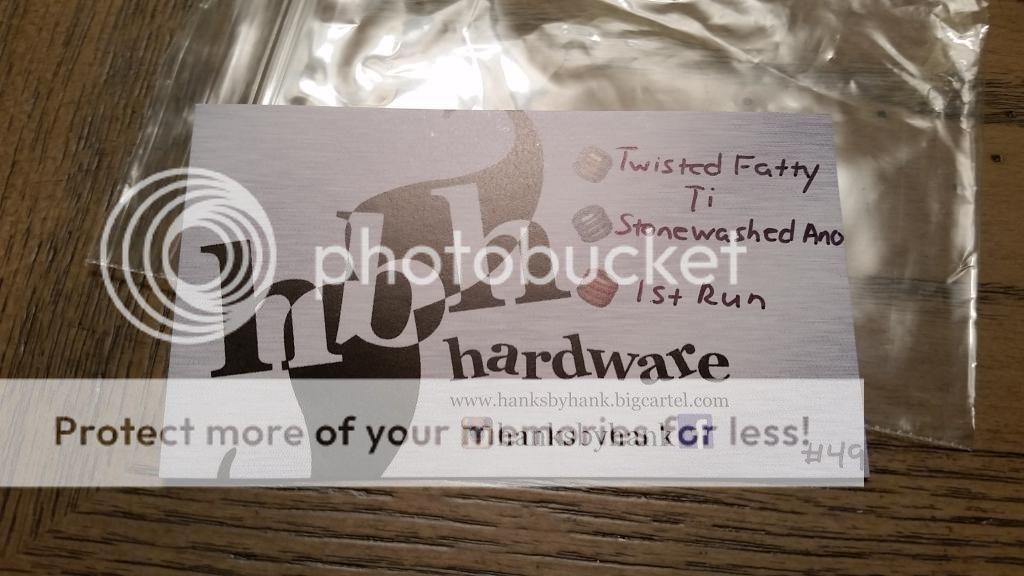 Twisted Fatty
Ti
Stonewashed Ano
1st Run
hbh
hardware
www.hanksbyhank.bigcartel.com
hanksbyhank
#49
photobucket
Protect more of your memories for less!